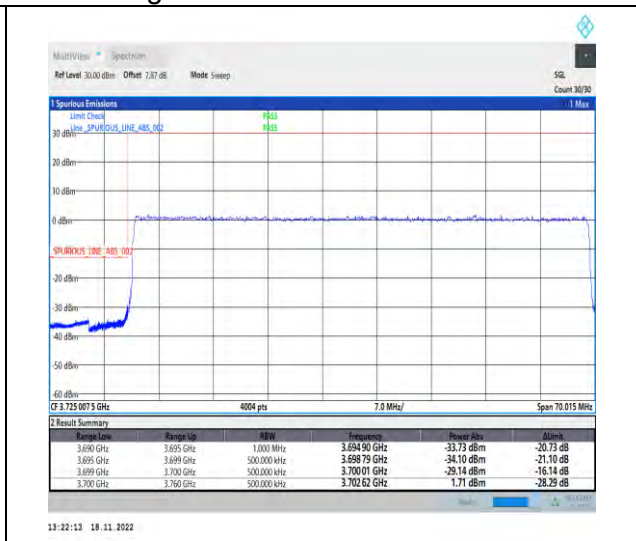 MultiView Spectrum
Ref Level 30.00 dBm Offset 7.87 dB Mode Sweep SGL
Count 30/30
1 Spurious Emissions 1 Max
Limit Check PASS
Line _SPURIOUS_LINE_ABS_002 PASS
30 dBm
20 dBm
10 dBm
0 dBm
_SPURIOUS_LINE_ABS_002
-20 dBm
-30 dBm
-40 dBm
-50 dBm
-60 dBm
CF 3.725 007 5 GHz 4004 pts 7.0 MHz/ Span 70.015 MHz
2 Result Summary
Range Low Range Up RBW Frequency Power Abs ΔLimit
3.690 GHz 3.695 GHz 1.000 MHz 3.694 90 GHz -33.73 dBm -20.73 dB
3.695 GHz 3.699 GHz 500.000 kHz 3.698 79 GHz -34.10 dBm -21.10 dB
3.699 GHz 3.700 GHz 500.000 kHz 3.700 01 GHz -29.14 dBm -16.14 dB
3.700 GHz 3.760 GHz 500.000 kHz 3.702 62 GHz 1.71 dBm -28.29 dB
13:22:13 18.11.2022